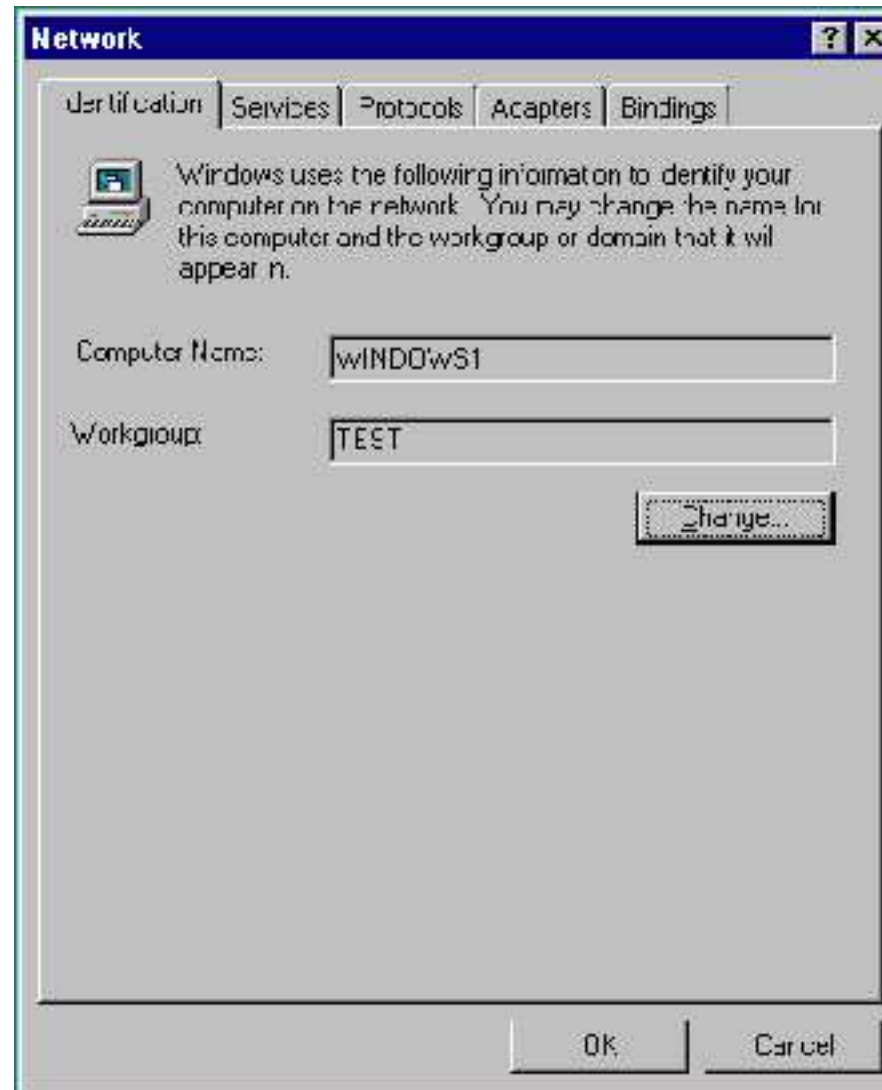 Network
Identification Services Protocols Adapters Bindings
Windows uses the following information to identify your
computer on the network. You may change the name for
this computer and the workgroup or domain that it will
appear in.
Computer Name: WINDOWS1
Workgroup: TEST
Change...
OK Cancel